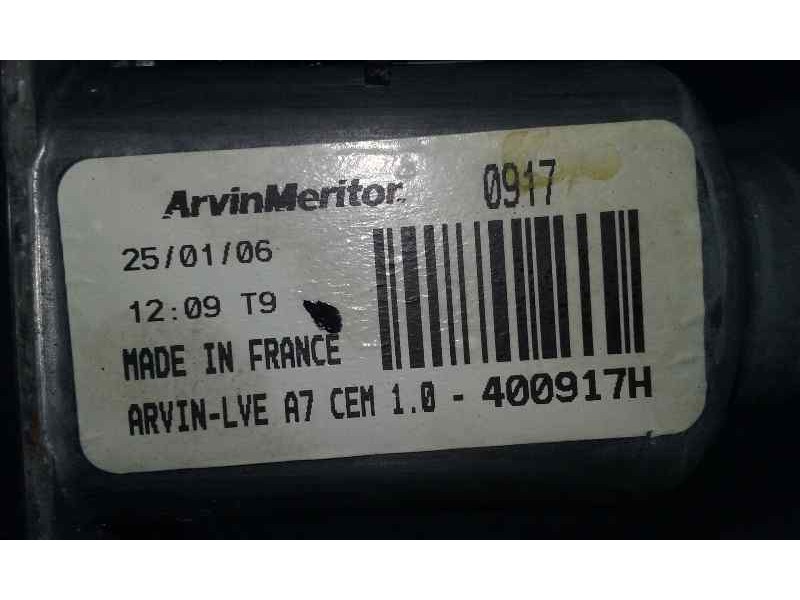 ArvinMeritor 0917
25/01/06
12:09 T9
MADE IN FRANCE
ARVIN-LVE A7 CEM 1.0 - 400917H